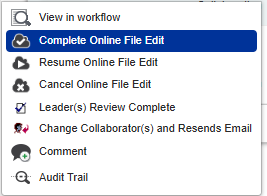 View in workflow
Complete Online File Edit
Resume Online File Edit
Cancel Online File Edit
Leader(s) Review Complete
Change Collaborator(s) and Resends Email
Comment
Audit Trail